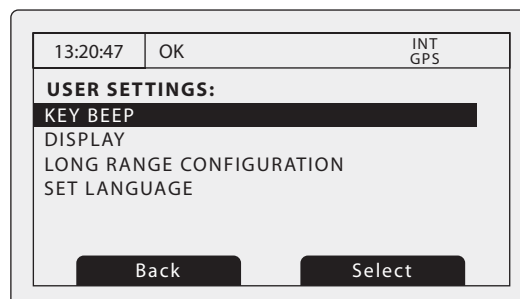 13:20:47 OK INT
GPS
USER SETTINGS:
KEY BEEP
DISPLAY
LONG RANGE CONFIGURATION
SET LANGUAGE
Back Select